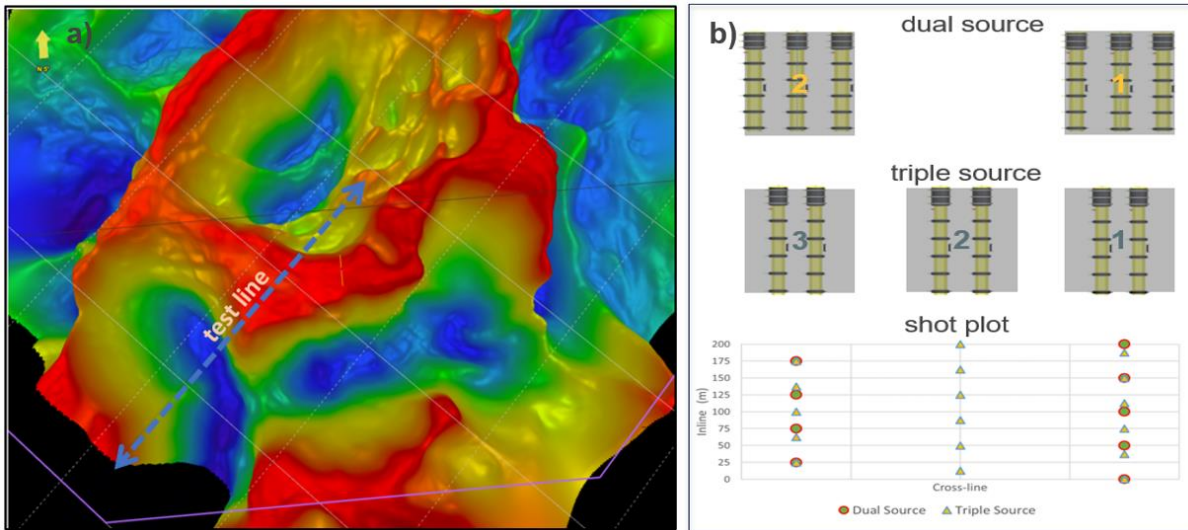 a)
test line
b)
dual source
2
1
triple source
3
2
1
shot plot
200
175
150
125
100
75
50
25
0
Inline (m)
Cross-line
Dual Source
Triple Source